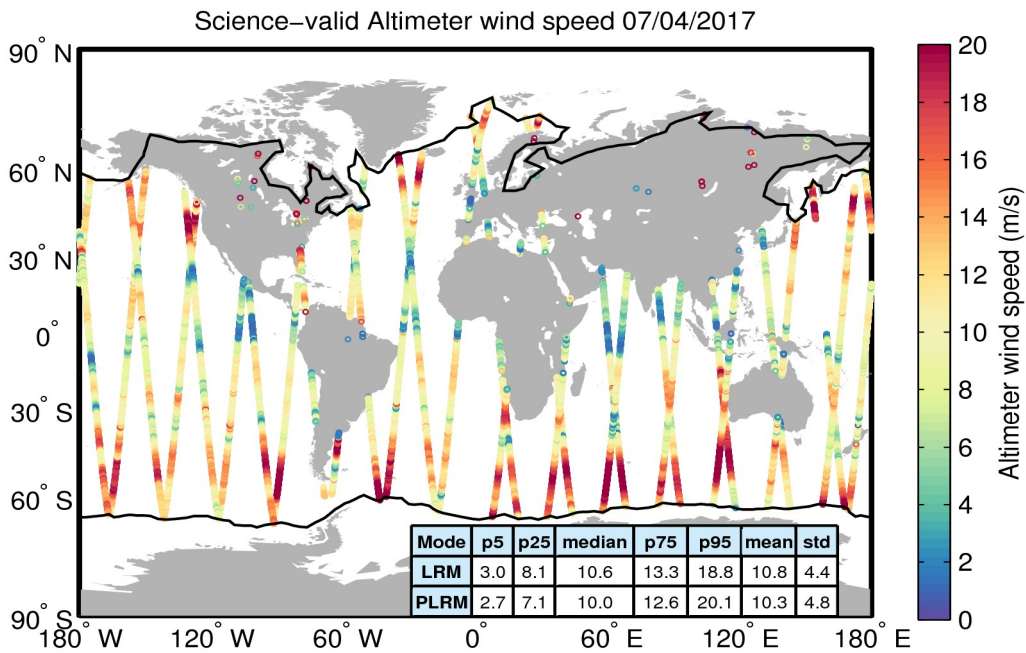 Science-valid Altimeter wind speed 07/04/2017
90° N
60° N
30° N
0°
30° S
60° S
90° S
180° W
120° W
60° W
0°
60° E
120° E
180° E
Mode p5 p25 median p75 p95 mean std
LRM 3.0 8.1 10.6 13.3 18.8 10.8 4.4
PLRM 2.7 7.1 10.0 12.6 20.1 10.3 4.8
20
18
16
14
12
10
8
6
4
2
0
Altimeter wind speed (m/s)